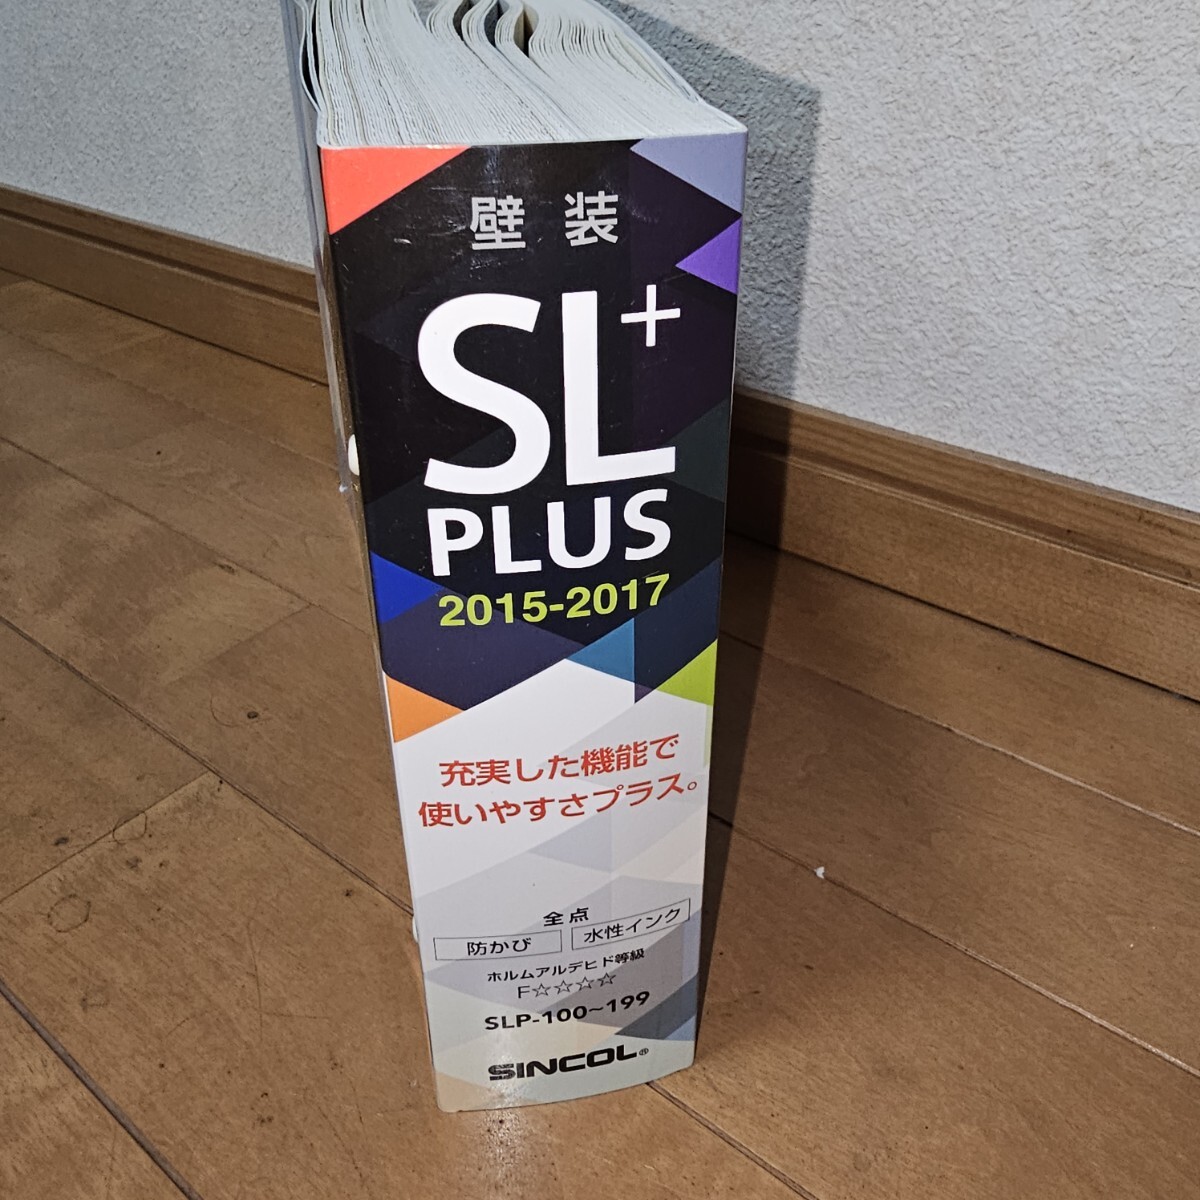 壁装
SL+
PLUS
2015-2017
充実した機能で
使いやすさプラス。
全点
防かび 水性インク
ホルムアルデヒド等級
F☆☆☆☆
SLP-100~199
SINCOL®